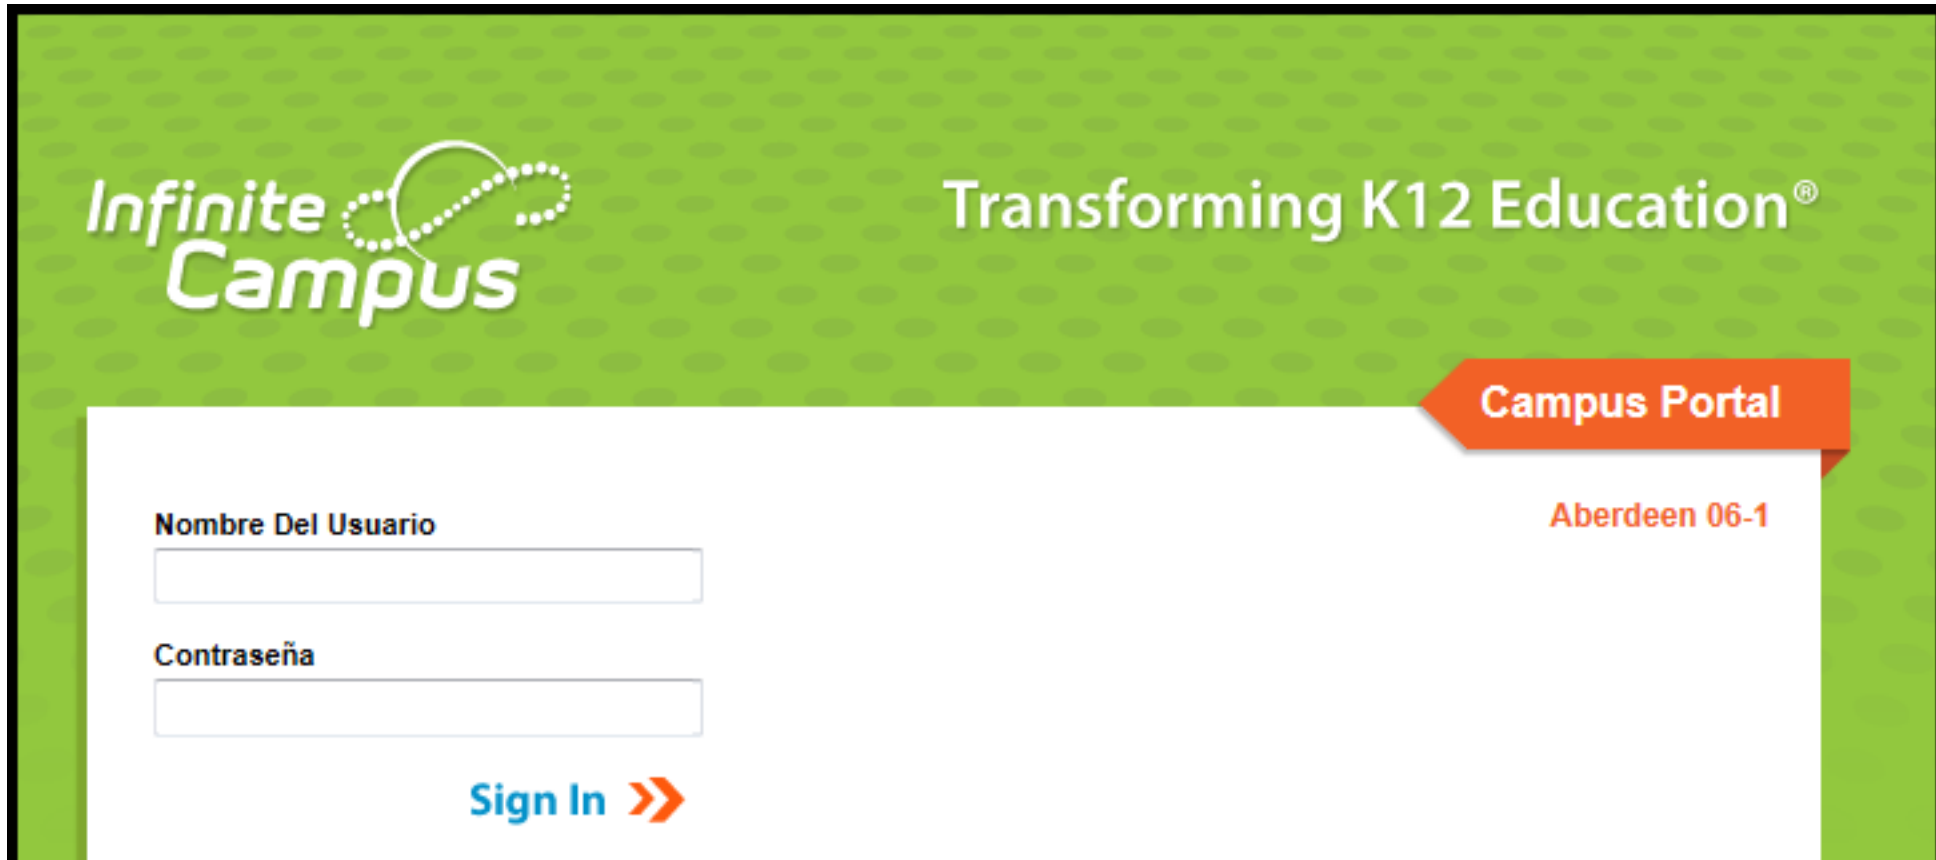 Infinite
Campus
Transforming K12 Education®
Campus Portal
Aberdeen 06-1
Nombre Del Usuario
Contraseña
Sign In